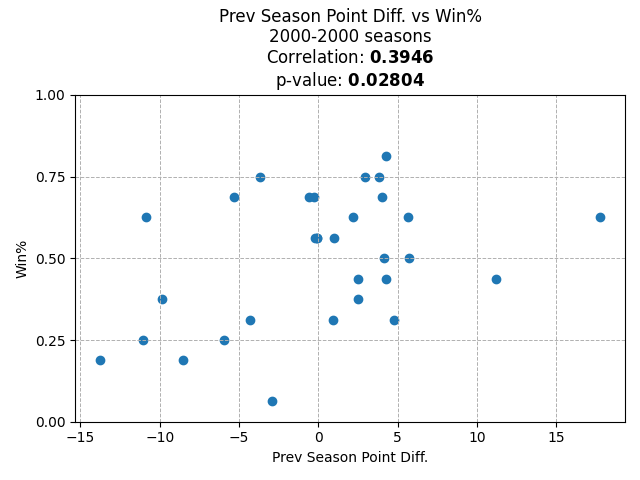 Prev Season Point Diff. vs Win%
2000-2000 seasons
Correlation: 0.3946
p-value: 0.02804
1.00
0.75
0.50
0.25
0.00
Win%
−15 −10 −5 0 5 10 15
Prev Season Point Diff.